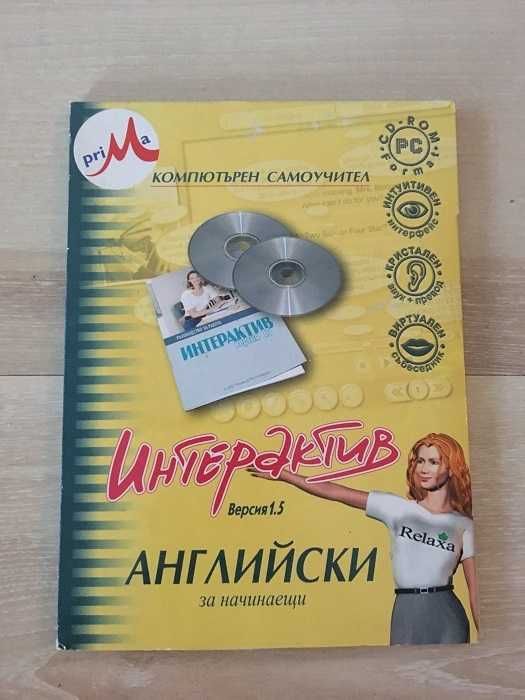 priMa
КОМПЮТЪРЕН САМОУЧИТЕЛ
CD-ROM
PC
Format
ИНТУИТИВЕН
интерфейс
КРИСТАЛЕН
звук + превод
ВИРТУАЛЕН
събеседник
ИНТЕРАКТИВ
Интерактив
Версия 1.5
Relaxa
АНГЛИЙСКИ
за начинаещи